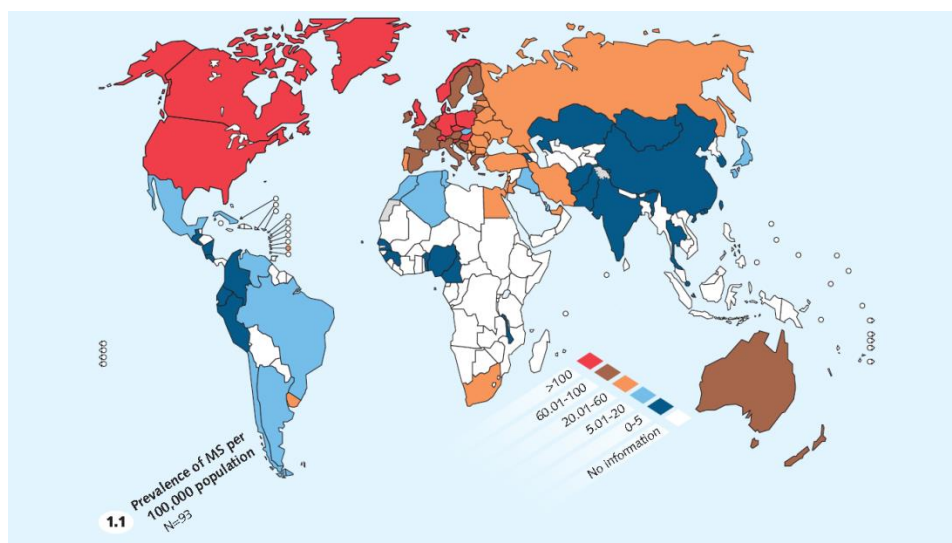 >100
60.01-100
20.01-60
5.01-20
0-5
No information
Prevalence of MS per
100,000 population
N=93
1.1